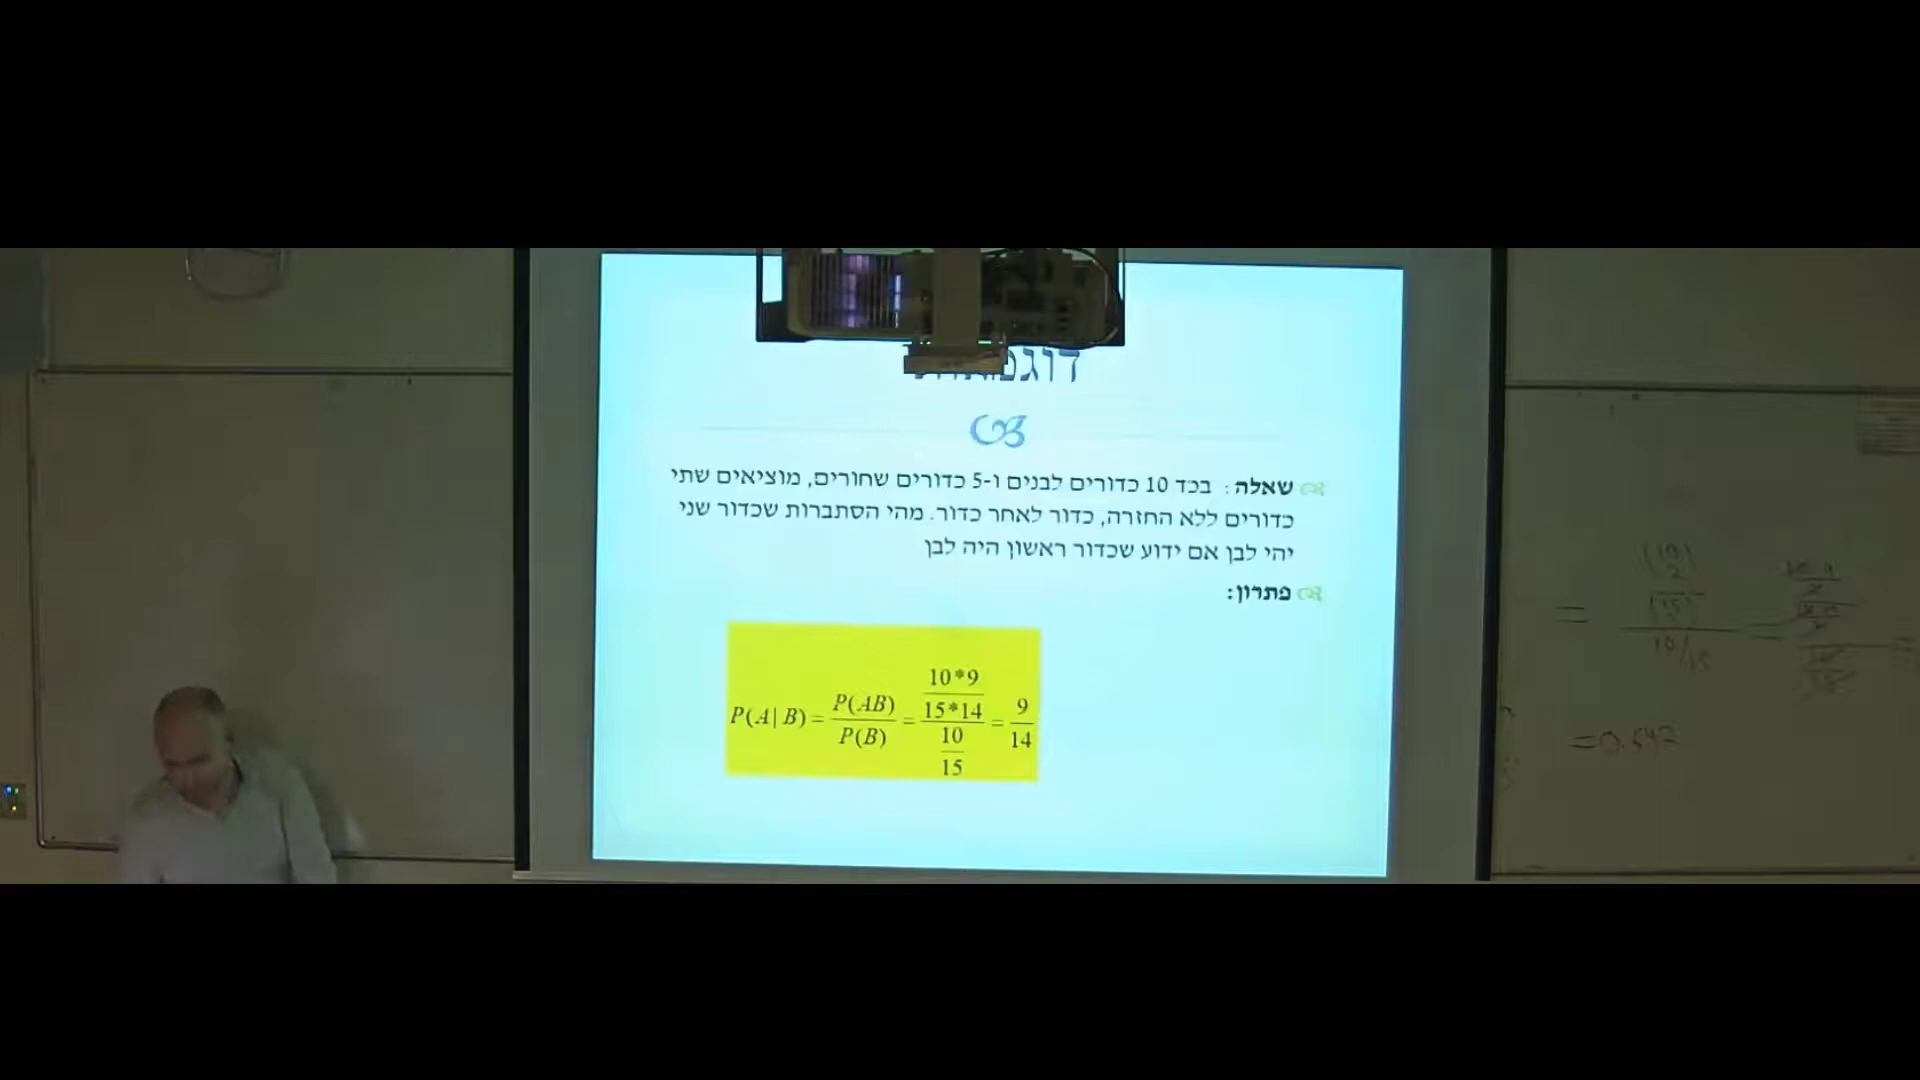 שאלה: בכד 10 כדורים לבנים ו-5 כדורים שחורים, מוציאים שתי
כדורים ללא החזרה, כדור לאחר כדור. מהי הסתברות שכדור שני
יהי לבן אם ידוע שכדור ראשון היה לבן
פתרון:
P(A|B) = P(AB) / P(B) = (10*9 / 15*14) / (10 / 15) = 9 / 14
= 0.642